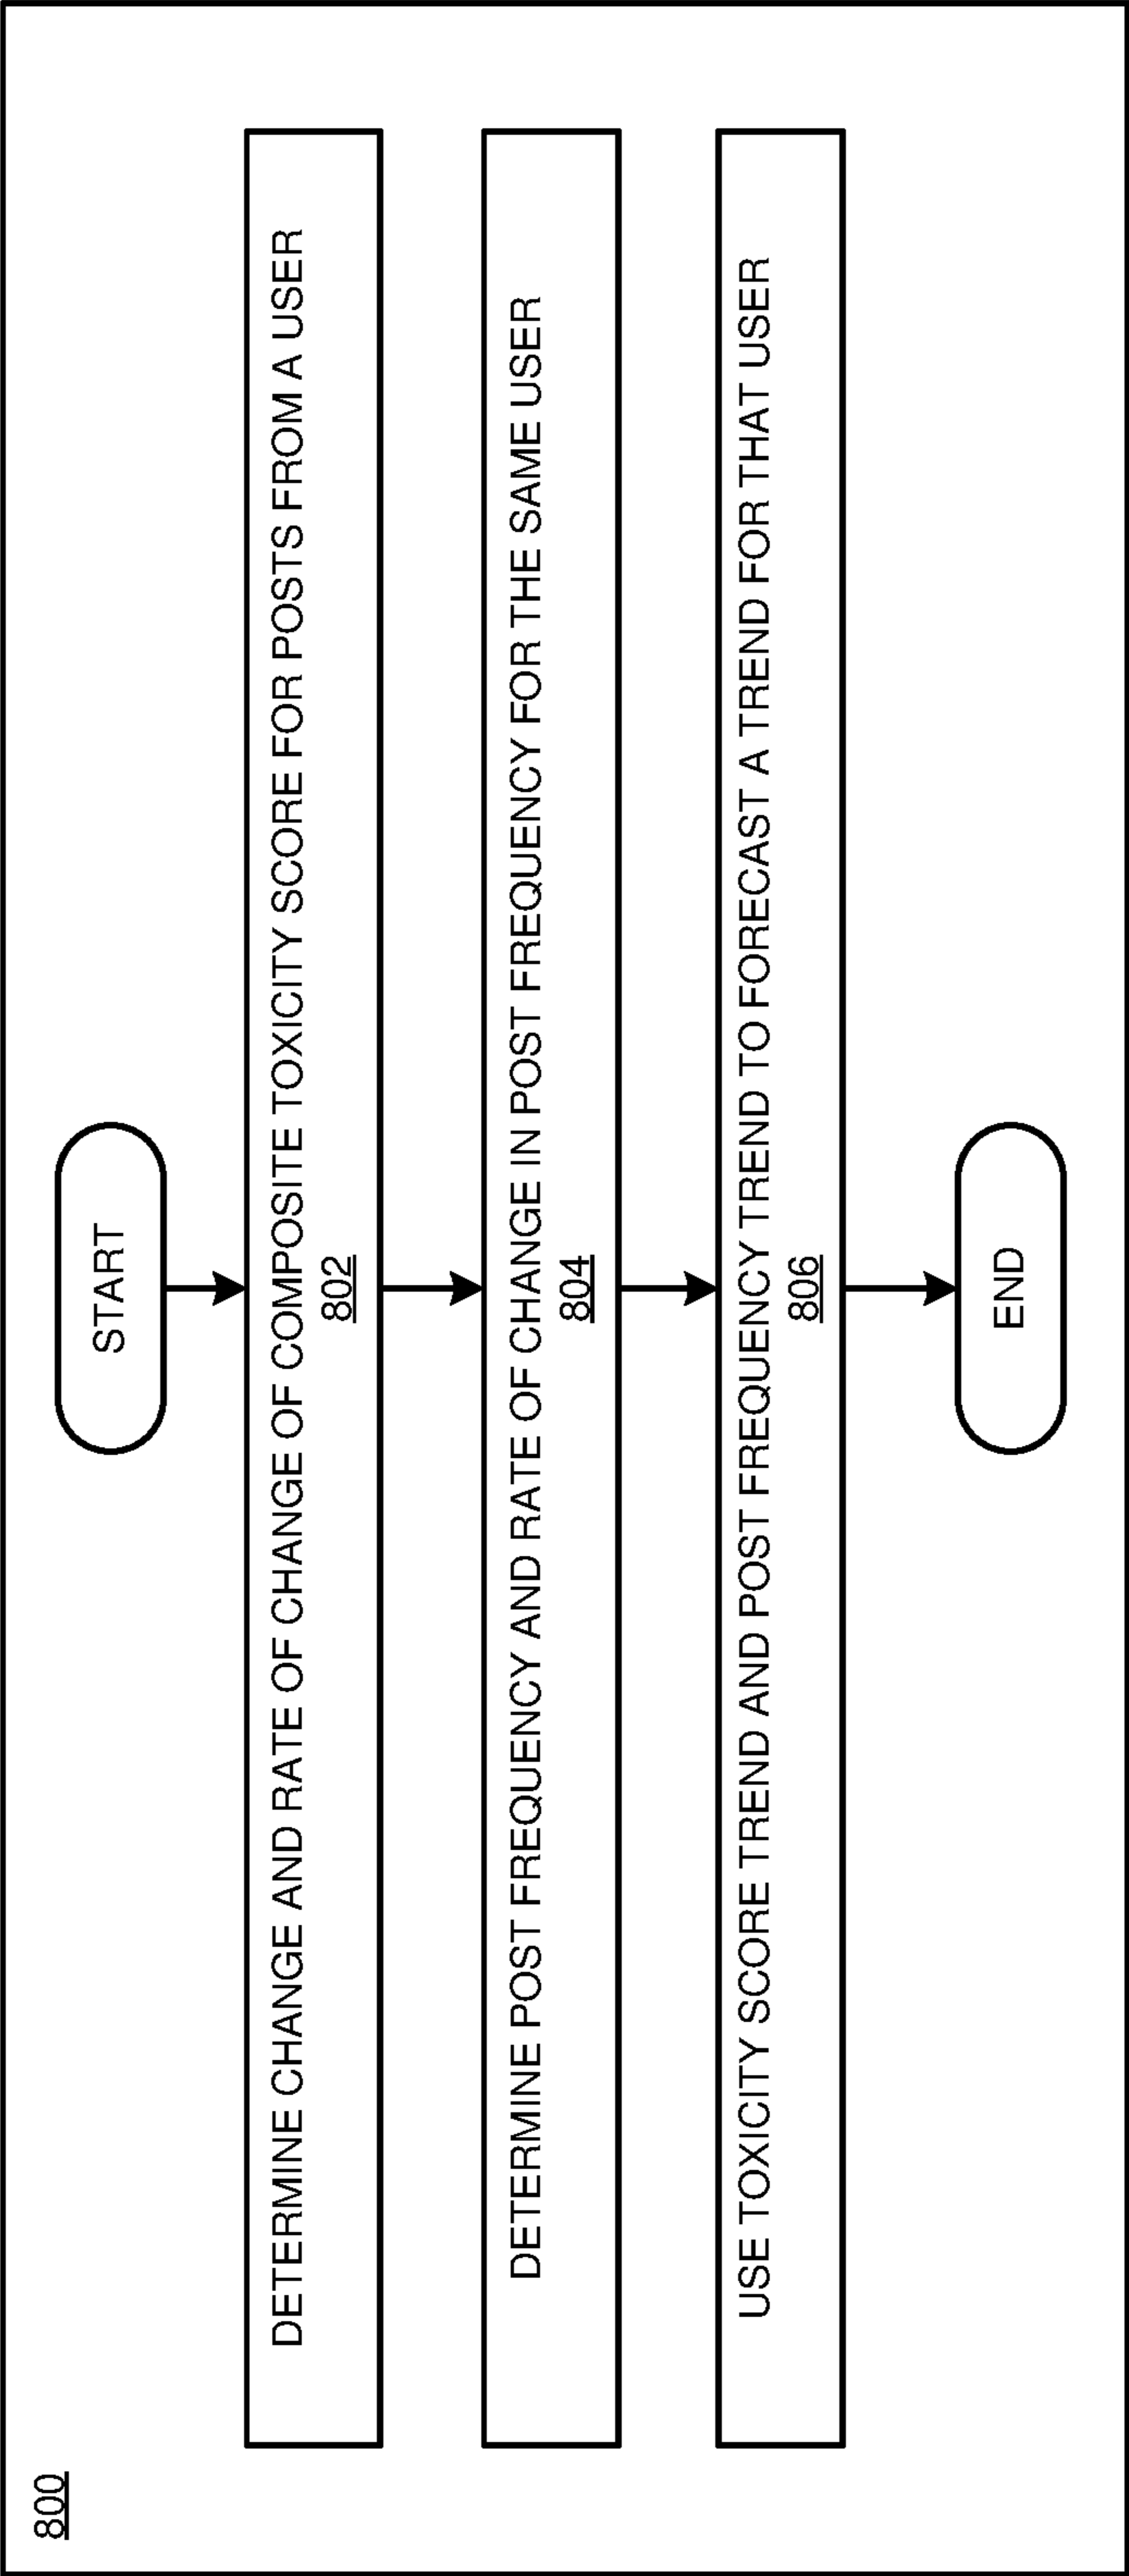 800
START
DETERMINE CHANGE AND RATE OF CHANGE OF COMPOSITE TOXICITY SCORE FOR POSTS FROM A USER
802
DETERMINE POST FREQUENCY AND RATE OF CHANGE IN POST FREQUENCY FOR THE SAME USER
804
USE TOXICITY SCORE TREND AND POST FREQUENCY TREND TO FORECAST A TREND FOR THAT USER
806
END